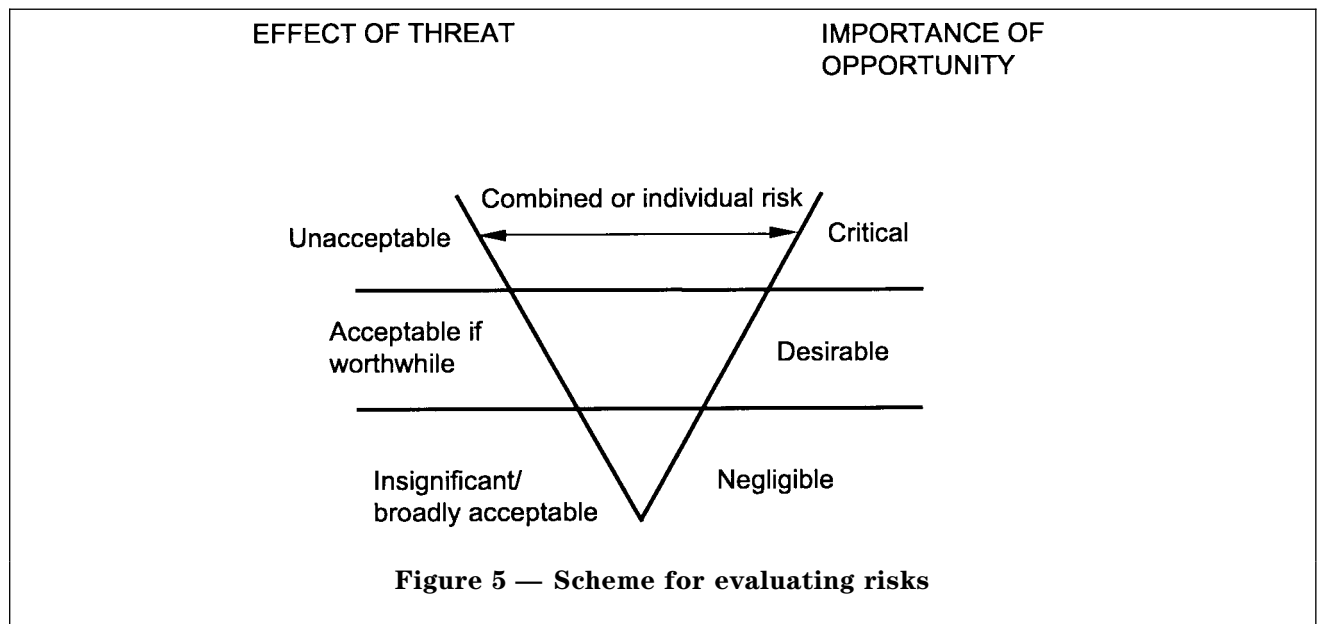 EFFECT OF THREAT
IMPORTANCE OF
OPPORTUNITY
Combined or individual risk
Unacceptable
Critical
Acceptable if
worthwhile
Desirable
Insignificant/
broadly acceptable
Negligible
Figure 5 — Scheme for evaluating risks